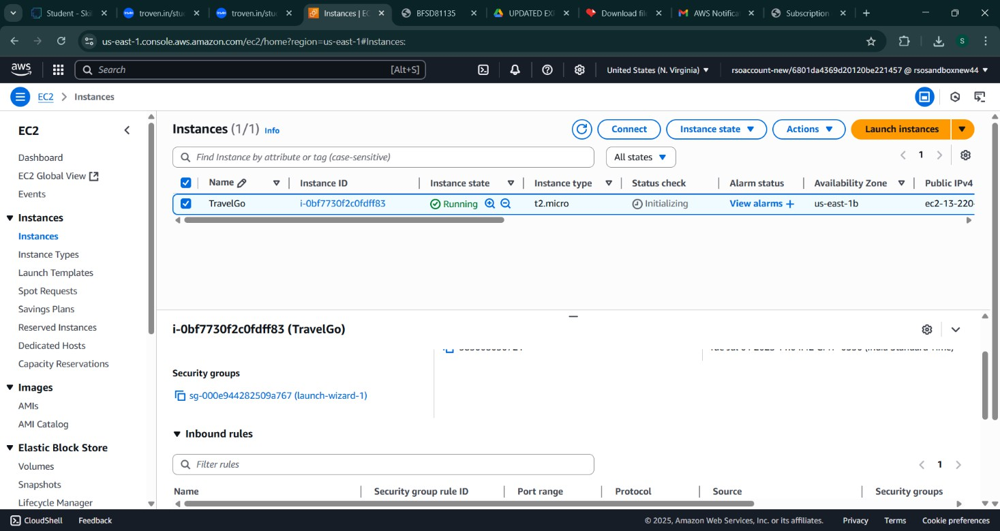 Student - Skil
troven.in/stu
troven.in/stu
Instances | EC
BFSD81135
UPDATED EX
Download fil
AWS Notifica
Subscription
us-east-1.console.aws.amazon.com/ec2/home?region=us-east-1#Instances:
S
aws
Search
[Alt+S]
United States (N. Virginia)
rsoaccount-new/6801da4369d20120be221457 @ rsosandboxnew44
EC2
Instances
EC2
Dashboard
EC2 Global View
Events
Instances
Instances
Instance Types
Launch Templates
Spot Requests
Savings Plans
Reserved Instances
Dedicated Hosts
Capacity Reservations
Images
AMIs
AMI Catalog
Elastic Block Store
Volumes
Snapshots
Lifecycle Manager
Instances (1/1) Info
Connect
Instance state
Actions
Launch instances
Find Instance by attribute or tag (case-sensitive)
All states
1
Name Instance ID Instance state Instance type Status check Alarm status Availability Zone Public IPv4
TravelGo i-0bf7730f2c0fdff83 Running t2.micro Initializing View alarms + us-east-1b ec2-13-220-
i-0bf7730f2c0fdff83 (TravelGo)
Security groups
sg-000e944282509a767 (launch-wizard-1)
Inbound rules
Filter rules
1
Name Security group rule ID Port range Protocol Source Security groups
CloudShell Feedback © 2025, Amazon Web Services, Inc. or its affiliates. Privacy Terms Cookie preferences